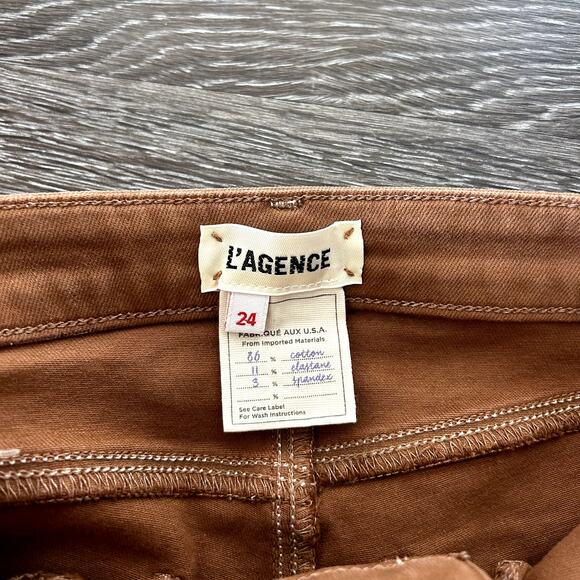 L'AGENCE
24
FABRIQUÉ AUX U.S.A.
From Imported Materials
86 % cotton
11 % elastane
3 % spandex
%
See Care Label
For Wash Instructions